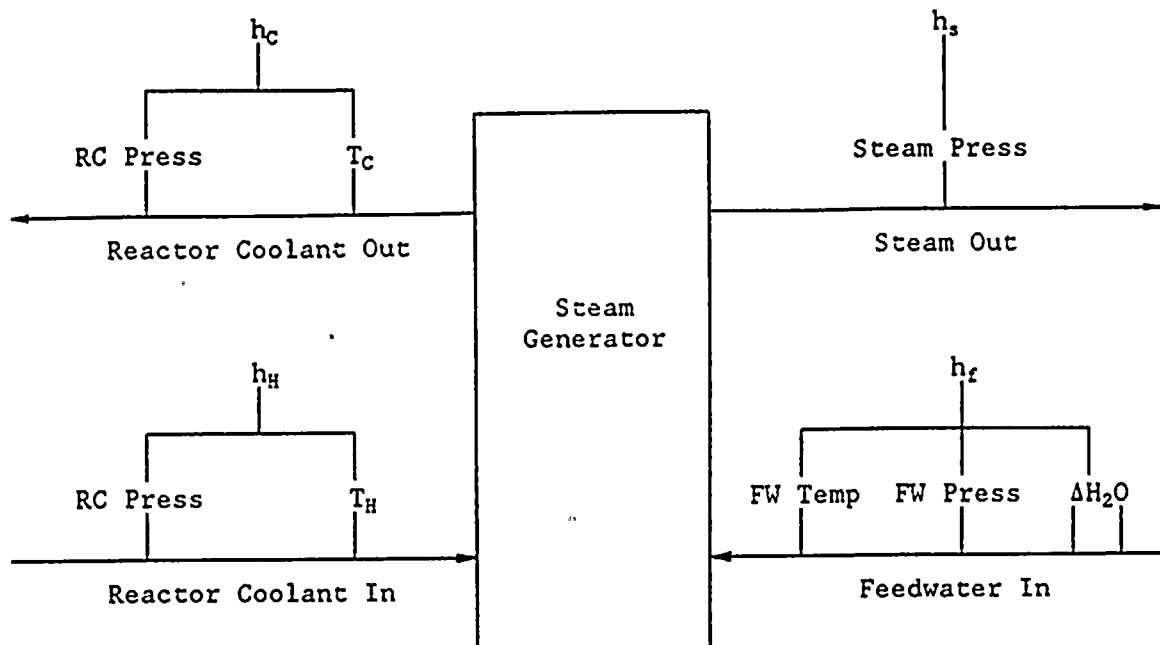 h_C
h_s
RC Press
T_C
Steam Press
Reactor Coolant Out
Steam Out
Steam
Generator
h_H
h_f
RC Press
T_H
FW Temp
FW Press
ΔH₂O
Reactor Coolant In
Feedwater In